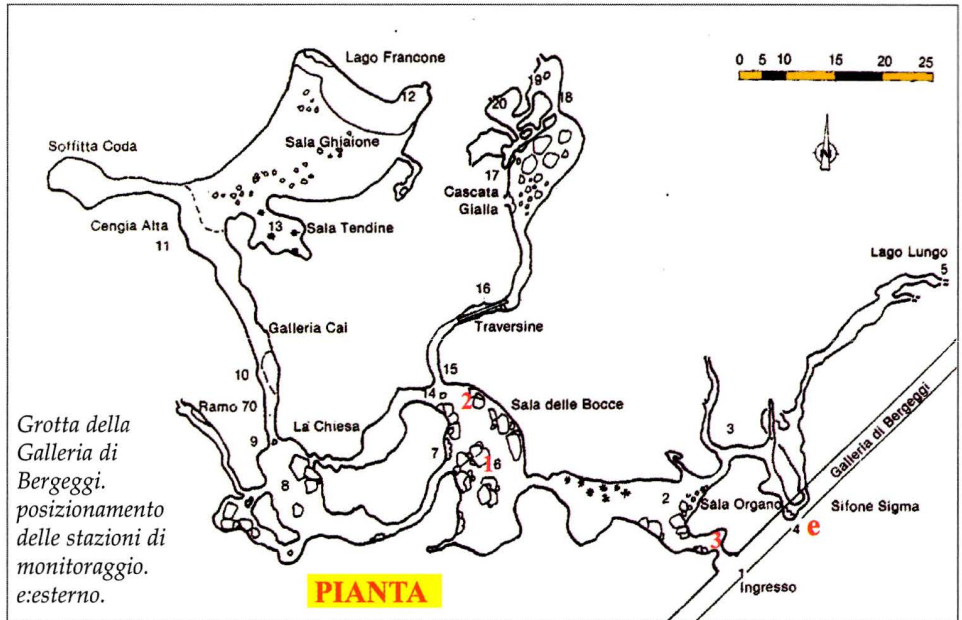 Lago Francone
0 5 10 15 20 25
12
19
18
20
Sala Ghiaione
Soffitta Coda
17
Cascata
Gialla
N
Cengia Alta
11
13
Sala Tendine
Lago Lungo
5
16
Traversine
Galleria Cai
10
15
14
2
Sala delle Bocce
Ramo 70
La Chiesa
9
7
1
6
3
Galleria di Bergeggi
8
2
Sala Organo
Sifone Sigma
4
e
3
1
Ingresso
PIANTA
Grotta della
Galleria di
Bergeggi.
posizionamento
delle stazioni di
monitoraggio.
e:esterno.